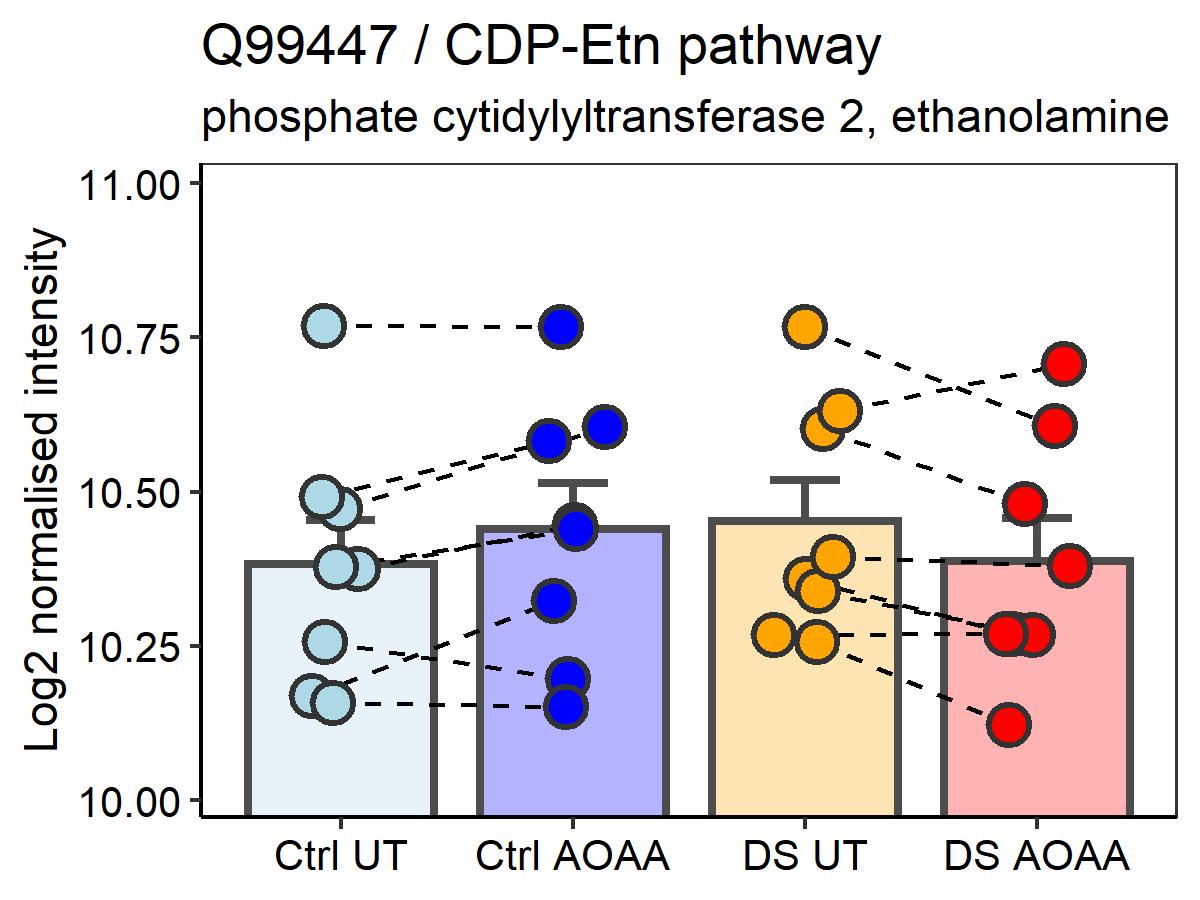 Q99447 / CDP-Etn pathway
phosphate cytidylyltransferase 2, ethanolamine
Log2 normalised intensity
11.00
10.75
10.50
10.25
10.00
Ctrl UT
Ctrl AOAA
DS UT
DS AOAA